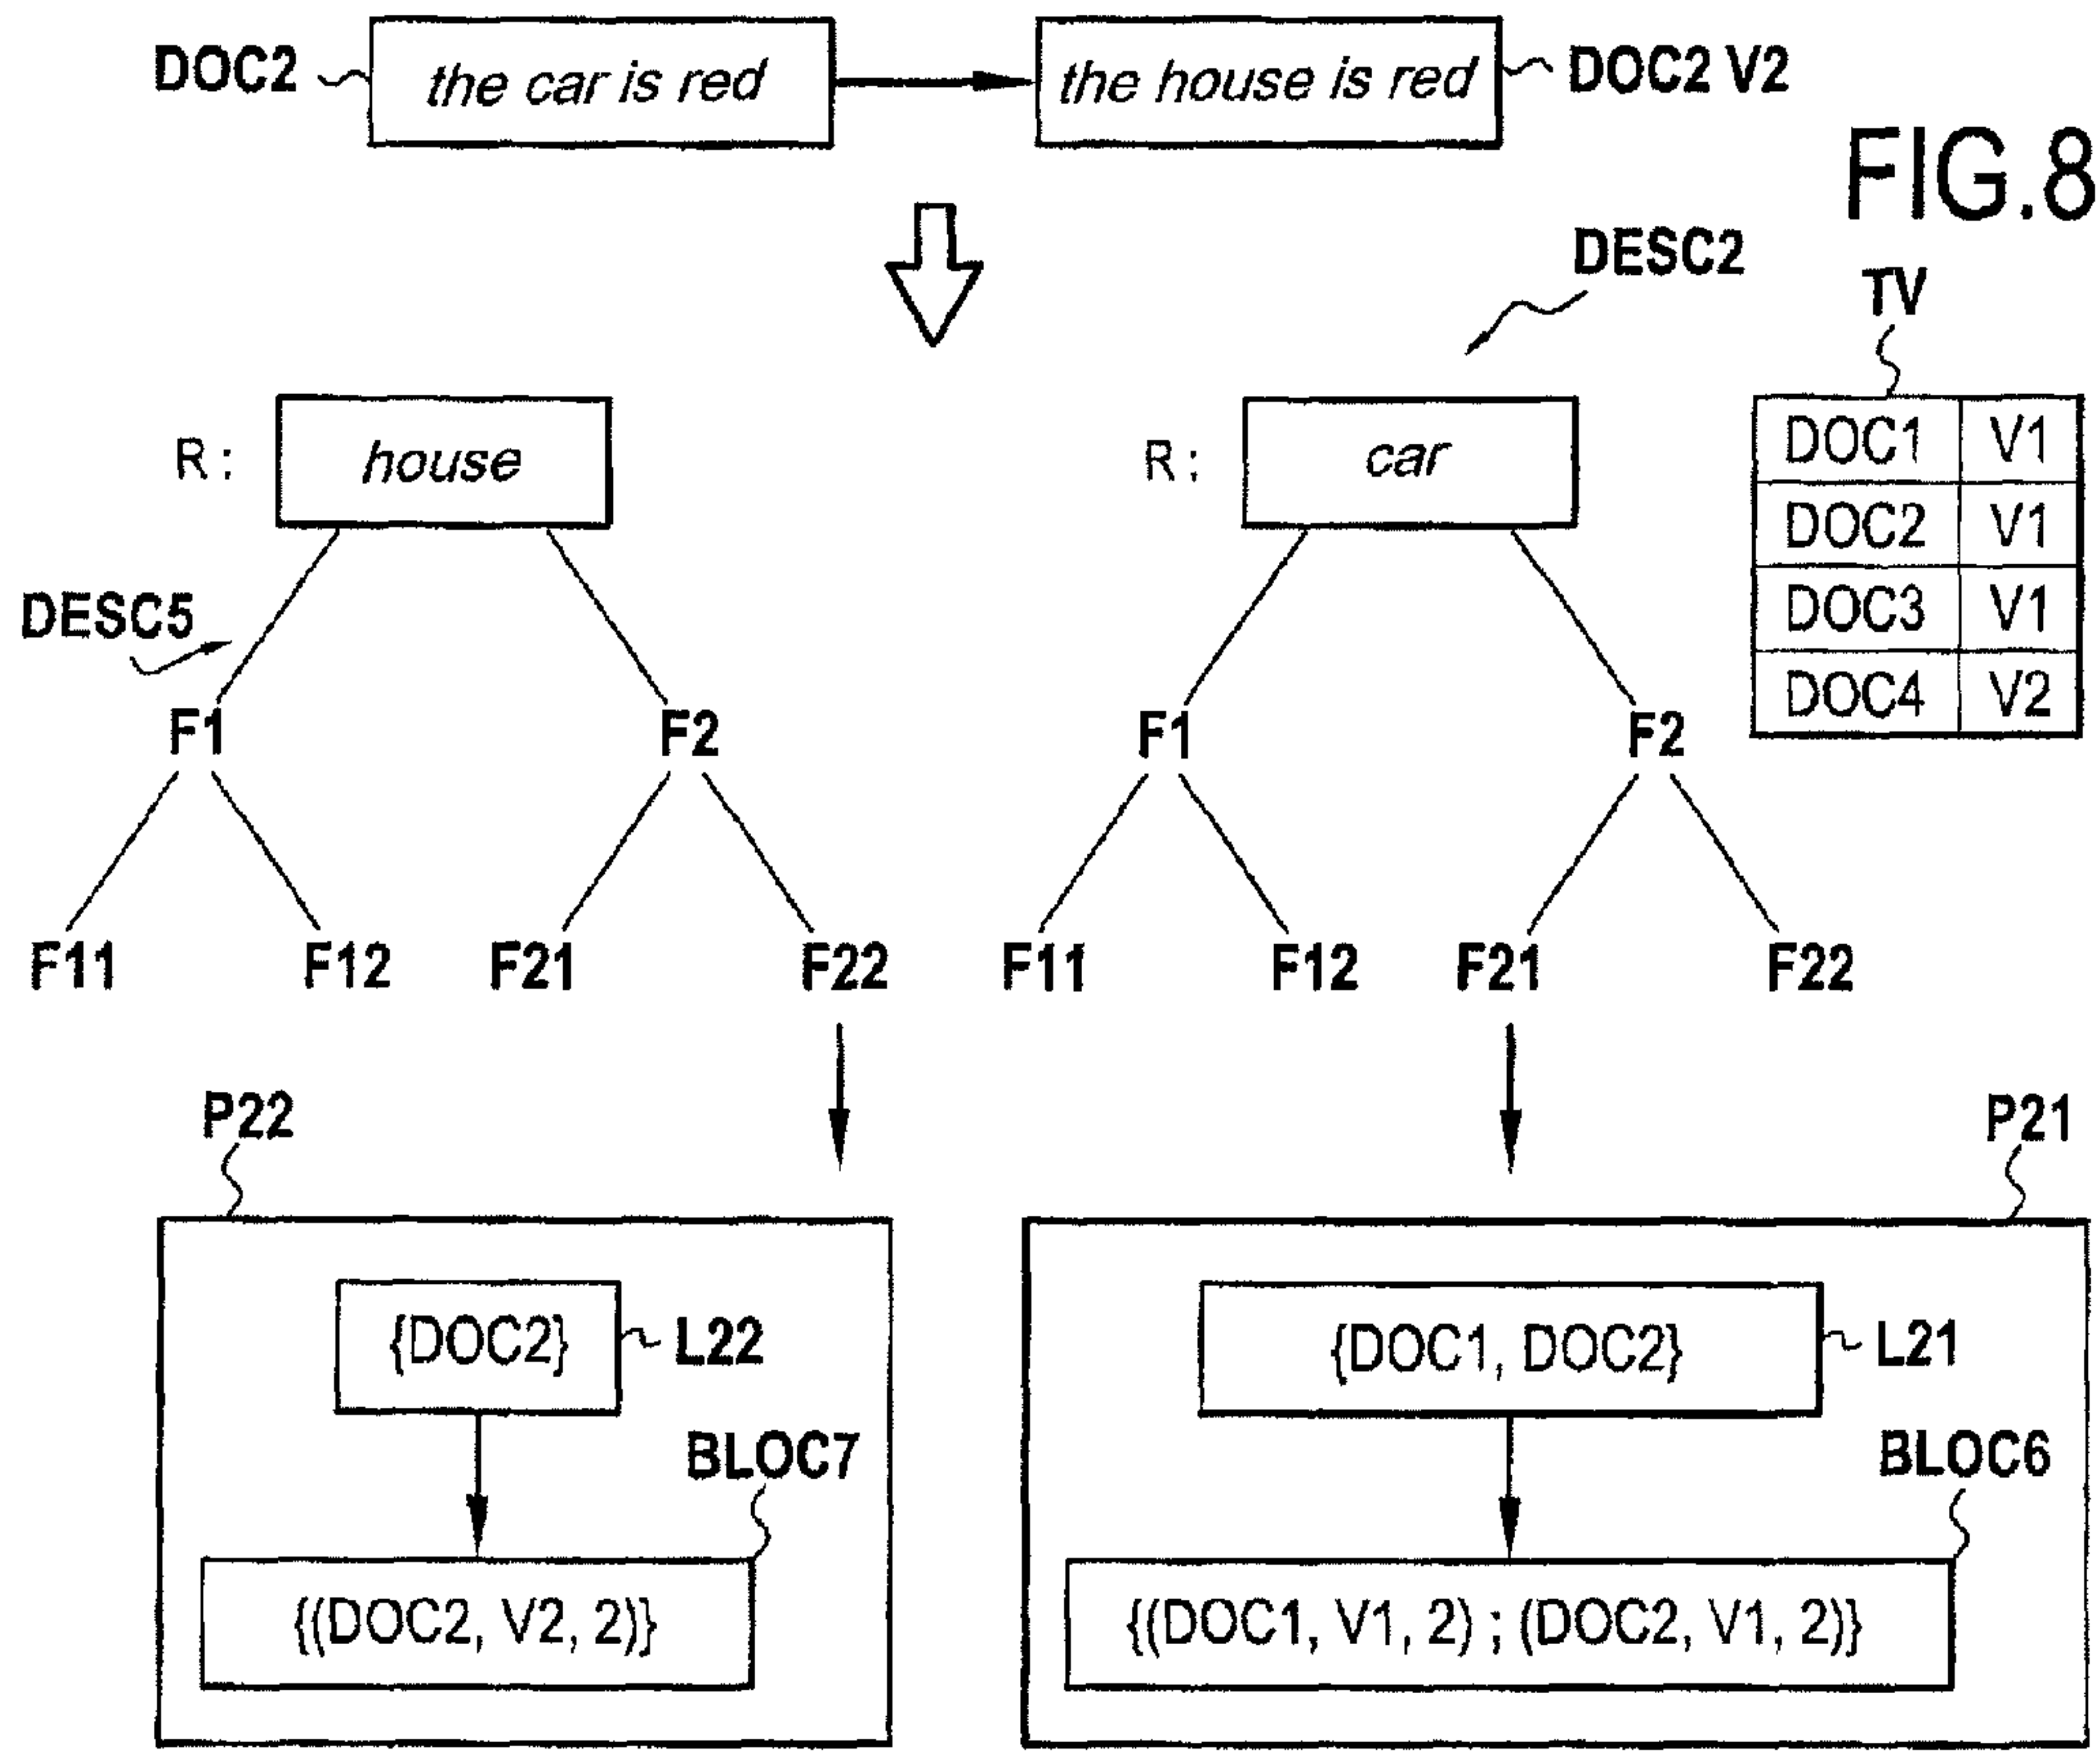 DOC2 the car is red the house is red DOC2 V2
FIG.8
DESC2
TV
R : house R : car
DOC1 V1
DOC2 V1
DOC3 V1
DOC4 V2
DESC5
F1 F2 F1 F2
F11 F12 F21 F22 F11 F12 F21 F22
P22 P21
{DOC2} L22 {DOC1, DOC2} L21
BLOC7 BLOC6
{(DOC2, V2, 2)} {(DOC1, V1, 2) ; (DOC2, V1, 2)}